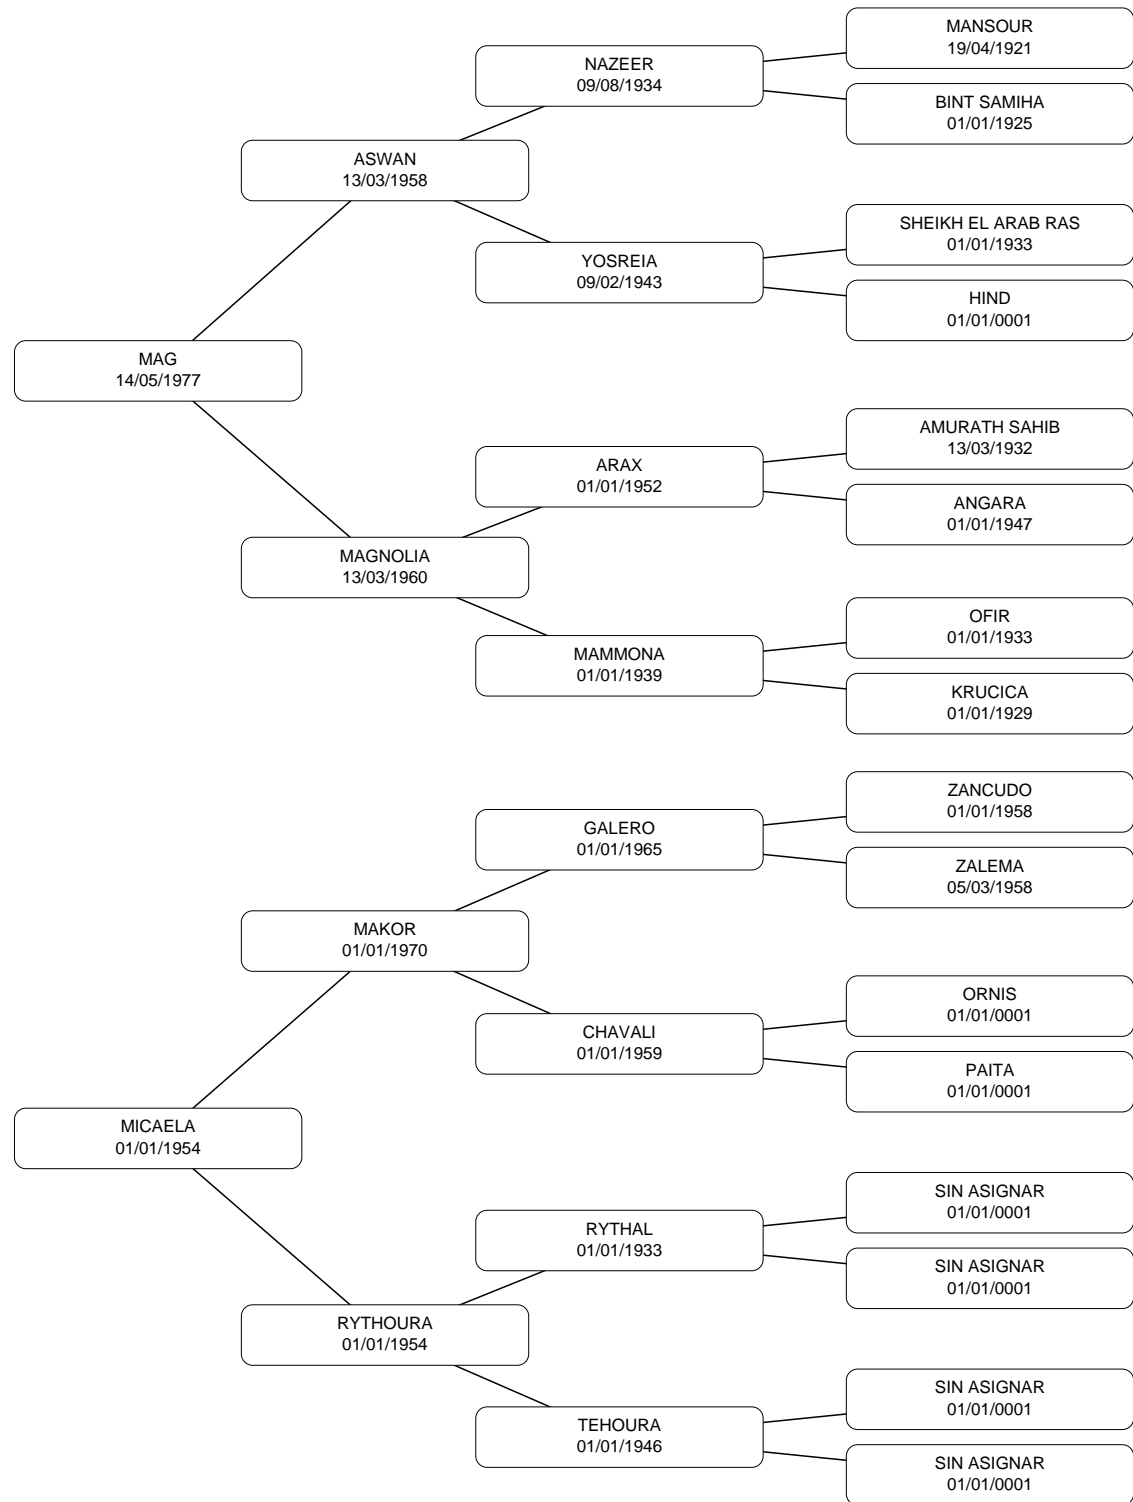 MANSOUR
19/04/1921
NAZEER
09/08/1934
BINT SAMIHA
01/01/1925
ASWAN
13/03/1958
SHEIKH EL ARAB RAS
01/01/1933
YOSREIA
09/02/1943
HIND
01/01/0001
MAG
14/05/1977
AMURATH SAHIB
13/03/1932
ARAX
01/01/1952
ANGARA
01/01/1947
MAGNOLIA
13/03/1960
OFIR
01/01/1933
MAMMONA
01/01/1939
KRUCICA
01/01/1929
ZANCUDO
01/01/1958
GALERO
01/01/1965
ZALEMA
05/03/1958
MAKOR
01/01/1970
ORNIS
01/01/0001
CHAVALI
01/01/1959
PAITA
01/01/0001
MICAELA
01/01/1954
SIN ASIGNAR
01/01/0001
RYTHAL
01/01/1933
SIN ASIGNAR
01/01/0001
RYTHOURA
01/01/1954
SIN ASIGNAR
01/01/0001
TEHOURA
01/01/1946
SIN ASIGNAR
01/01/0001